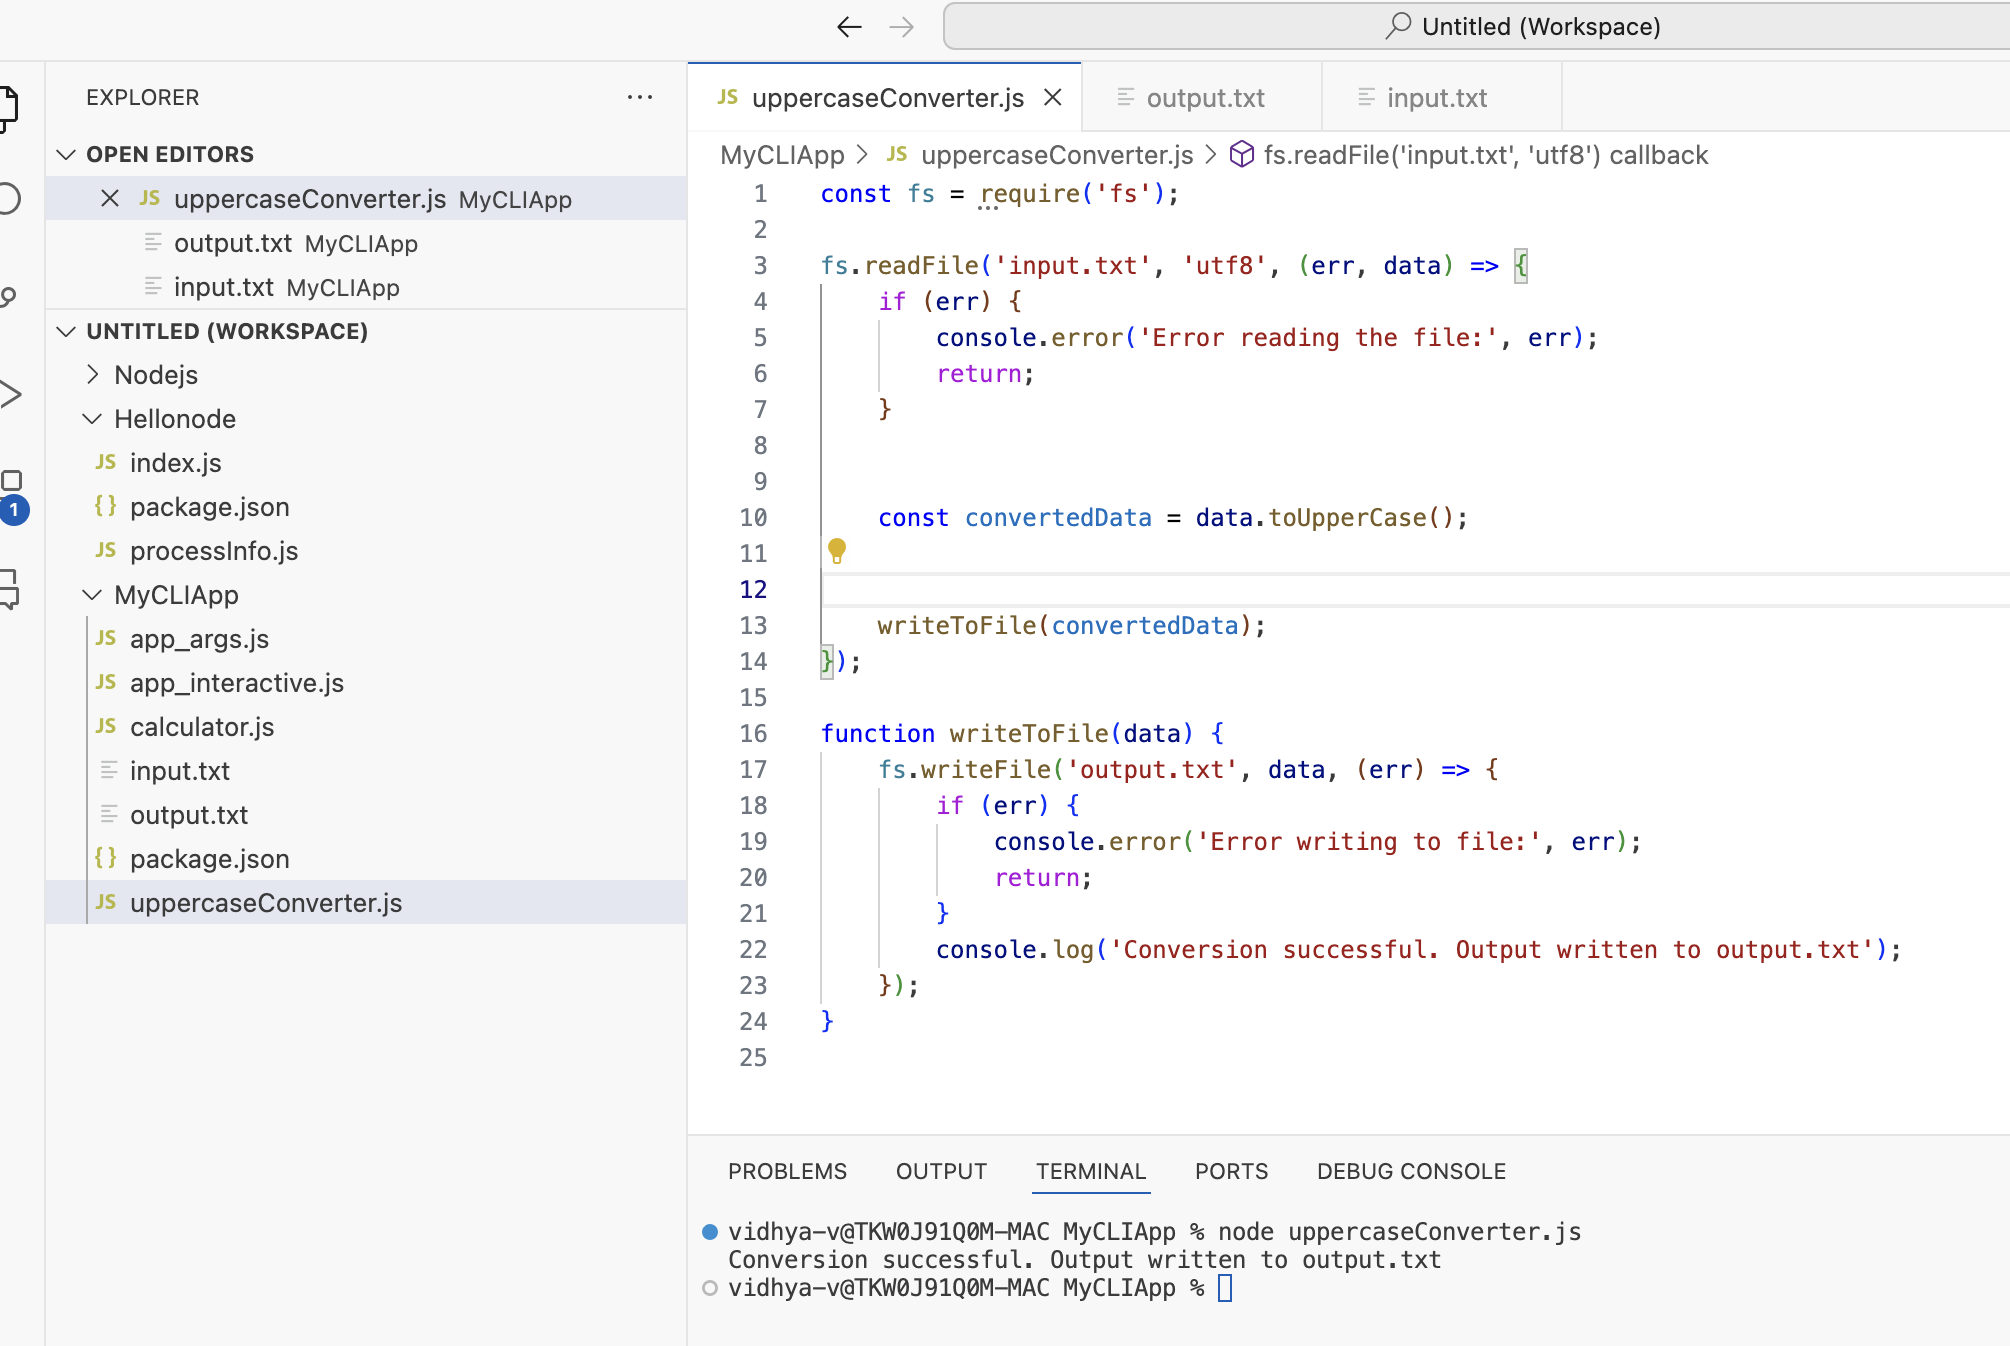 Untitled (Workspace)
EXPLORER
OPEN EDITORS
JS uppercaseConverter.js MyCLIApp
output.txt MyCLIApp
input.txt MyCLIApp
UNTITLED (WORKSPACE)
Nodejs
Hellonode
JS index.js
{} package.json
JS processInfo.js
MyCLIApp
JS app_args.js
JS app_interactive.js
JS calculator.js
input.txt
output.txt
{} package.json
JS uppercaseConverter.js
1
JS uppercaseConverter.js
output.txt
input.txt
MyCLIApp > JS uppercaseConverter.js > fs.readFile('input.txt', 'utf8') callback
1 const fs = require('fs');
2
3 fs.readFile('input.txt', 'utf8', (err, data) => {
4     if (err) {
5         console.error('Error reading the file:', err);
6         return;
7     }
8
9
10     const convertedData = data.toUpperCase();
11
12
13     writeToFile(convertedData);
14 });
15
16 function writeToFile(data) {
17     fs.writeFile('output.txt', data, (err) => {
18         if (err) {
19             console.error('Error writing to file:', err);
20             return;
21         }
22         console.log('Conversion successful. Output written to output.txt');
23     });
24 }
25
PROBLEMS OUTPUT TERMINAL PORTS DEBUG CONSOLE
vidhya-v@TKW0J91Q0M-MAC MyCLIApp % node uppercaseConverter.js
Conversion successful. Output written to output.txt
vidhya-v@TKW0J91Q0M-MAC MyCLIApp %